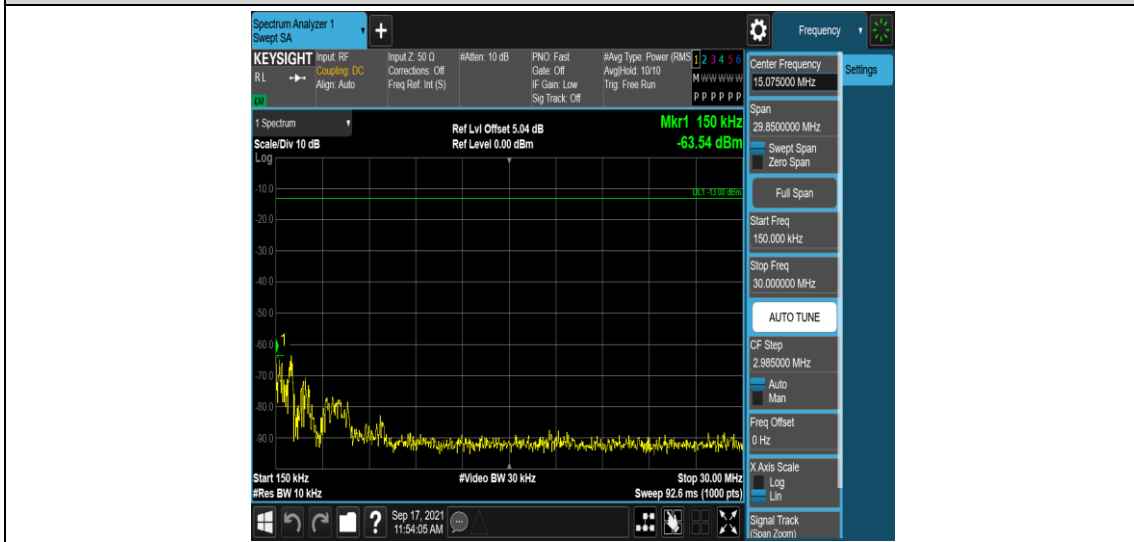 Spectrum Analyzer 1
Swept SA
Frequency
KEYSIGHT
RL
LXI
Input: RF
Coupling: DC
Align: Auto
Input Z: 50 Ω
Corrections: Off
Freq Ref: Int (S)
#Atten: 10 dB
PNO: Fast
Gate: Off
IF Gain: Low
Sig Track: Off
#Avg Type: Power (RMS
Avg|Hold: 10/10
Trig: Free Run
1 2 3 4 5 6
M W W W W W
P P P P P P
1 Spectrum
Scale/Div 10 dB
Log
Ref Lvl Offset 5.04 dB
Ref Level 0.00 dBm
Mkr1 150 kHz
-63.54 dBm
DL1 -13.00 dBm
-10.0
-20.0
-30.0
-40.0
-50.0
-60.0
1
-70.0
-80.0
-90.0
Start 150 kHz
#Res BW 10 kHz
#Video BW 30 kHz
Stop 30.00 MHz
Sweep 92.6 ms (1000 pts)
Sep 17, 2021
11:54:05 AM
Center Frequency
15.075000 MHz
Settings
Span
29.8500000 MHz
Swept Span
Zero Span
Full Span
Start Freq
150.000 kHz
Stop Freq
30.000000 MHz
AUTO TUNE
CF Step
2.985000 MHz
Auto
Man
Freq Offset
0 Hz
X Axis Scale
Log
Lin
Signal Track
(Span Zoom)